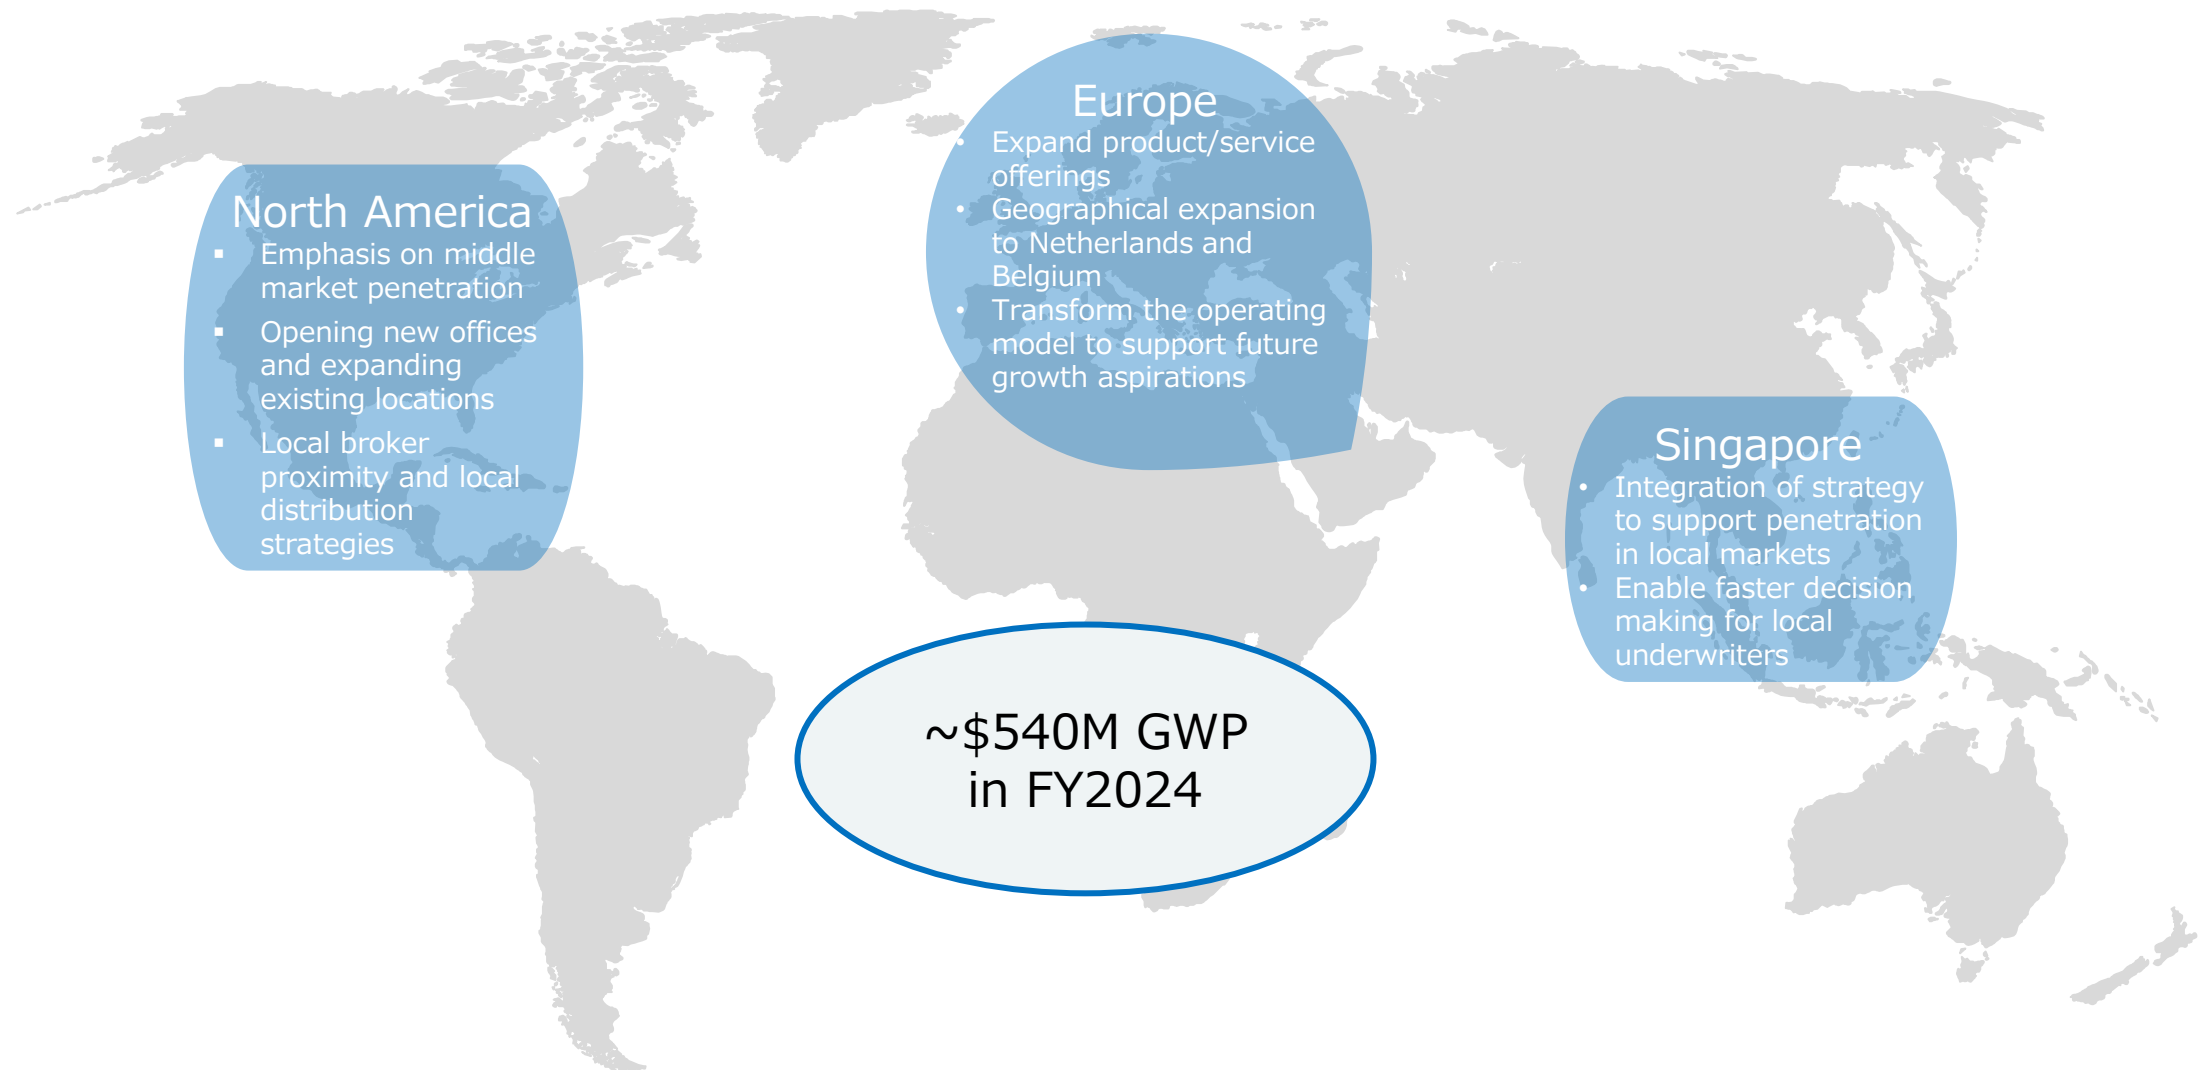 North America
▪ Emphasis on middle
market penetration
▪ Opening new offices
and expanding
existing locations
▪ Local broker
proximity and local
distribution
strategies
Europe
• Expand product/service
offerings
• Geographical expansion
to Netherlands and
Belgium
• Transform the operating
model to support future
growth aspirations
Singapore
• Integration of strategy
to support penetration
in local markets
• Enable faster decision
making for local
underwriters
~$540M GWP
in FY2024